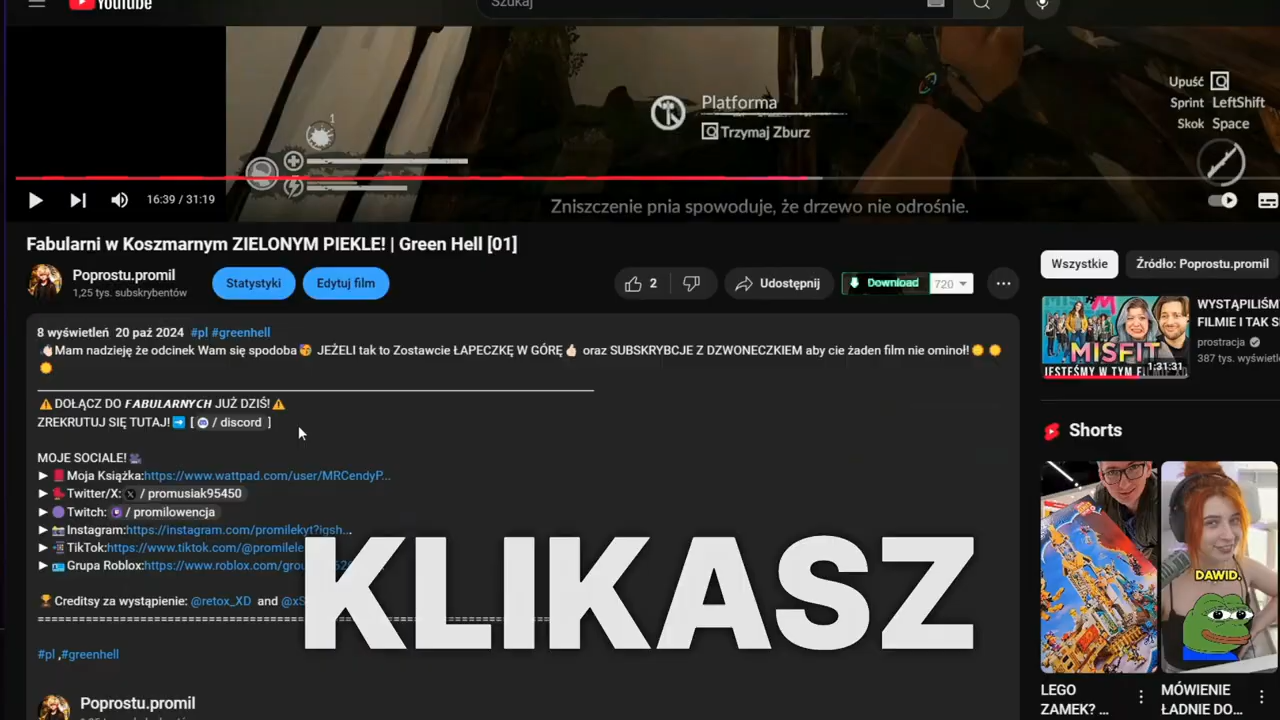 YouTube
Szukaj
Upuść Q
Sprint LeftShift
Skok Space
1
Platforma
Q Trzymaj Zburz
16:39 / 31:19
Zniszczenie pnia spowoduje, że drzewo nie odrośnie.
Fabularni w Koszmarnym ZIELONYM PIEKLE! | Green Hell [01]
Poprostu.promil
1,25 tys. subskrybentów
Statystyki
Edytuj film
2
Udostępnij
Download
720
8 wyświetleń 20 paź 2024 #pl #greenhell
👋🏻Mam nadzieję że odcinek Wam się spodoba🥳 JEŻELI tak to Zostawcie ŁAPECZKĘ W GÓRĘ👍🏻 oraz SUBSKRYBCJE Z DZWONECZKIEM aby cie żaden film nie ominoł!☀️☀️
☀️
⚠️DOŁĄCZ DO FABULARNYCH JUŻ DZIŚ!⚠️
ZREKRUTUJ SIĘ TUTAJ!➡️ [ / discord ]
MOJE SOCIALE!🎥
► 📕Moja Książka:https://www.wattpad.com/user/MRCendyP...
► 🐦Twitter/X: / promusiak95450
► 🟣Twitch: / promilowencja
► 📸Instagram:https://instagram.com/promilekyt?igsh...
► 📲TikTok:https://www.tiktok.com/@promilele
► 🪪Grupa Roblox:https://www.roblox.com/grou
🏆Creditsy za wystąpienie: @retox_XD and @xS
#pl ,#greenhell
Poprostu.promil
KLIKASZ
Wszystkie
Źródło: Poprostu.promil
MISFIT
JESTEŚMY W TYM F
1:31:31
WYSTĄPILIŚM
FILMIE I TAK S
prostracja
387 tys. wyświetle
Shorts
DAWID.
LEGO
ZAMEK? ...
MÓWIENIE
ŁADNIE DO...